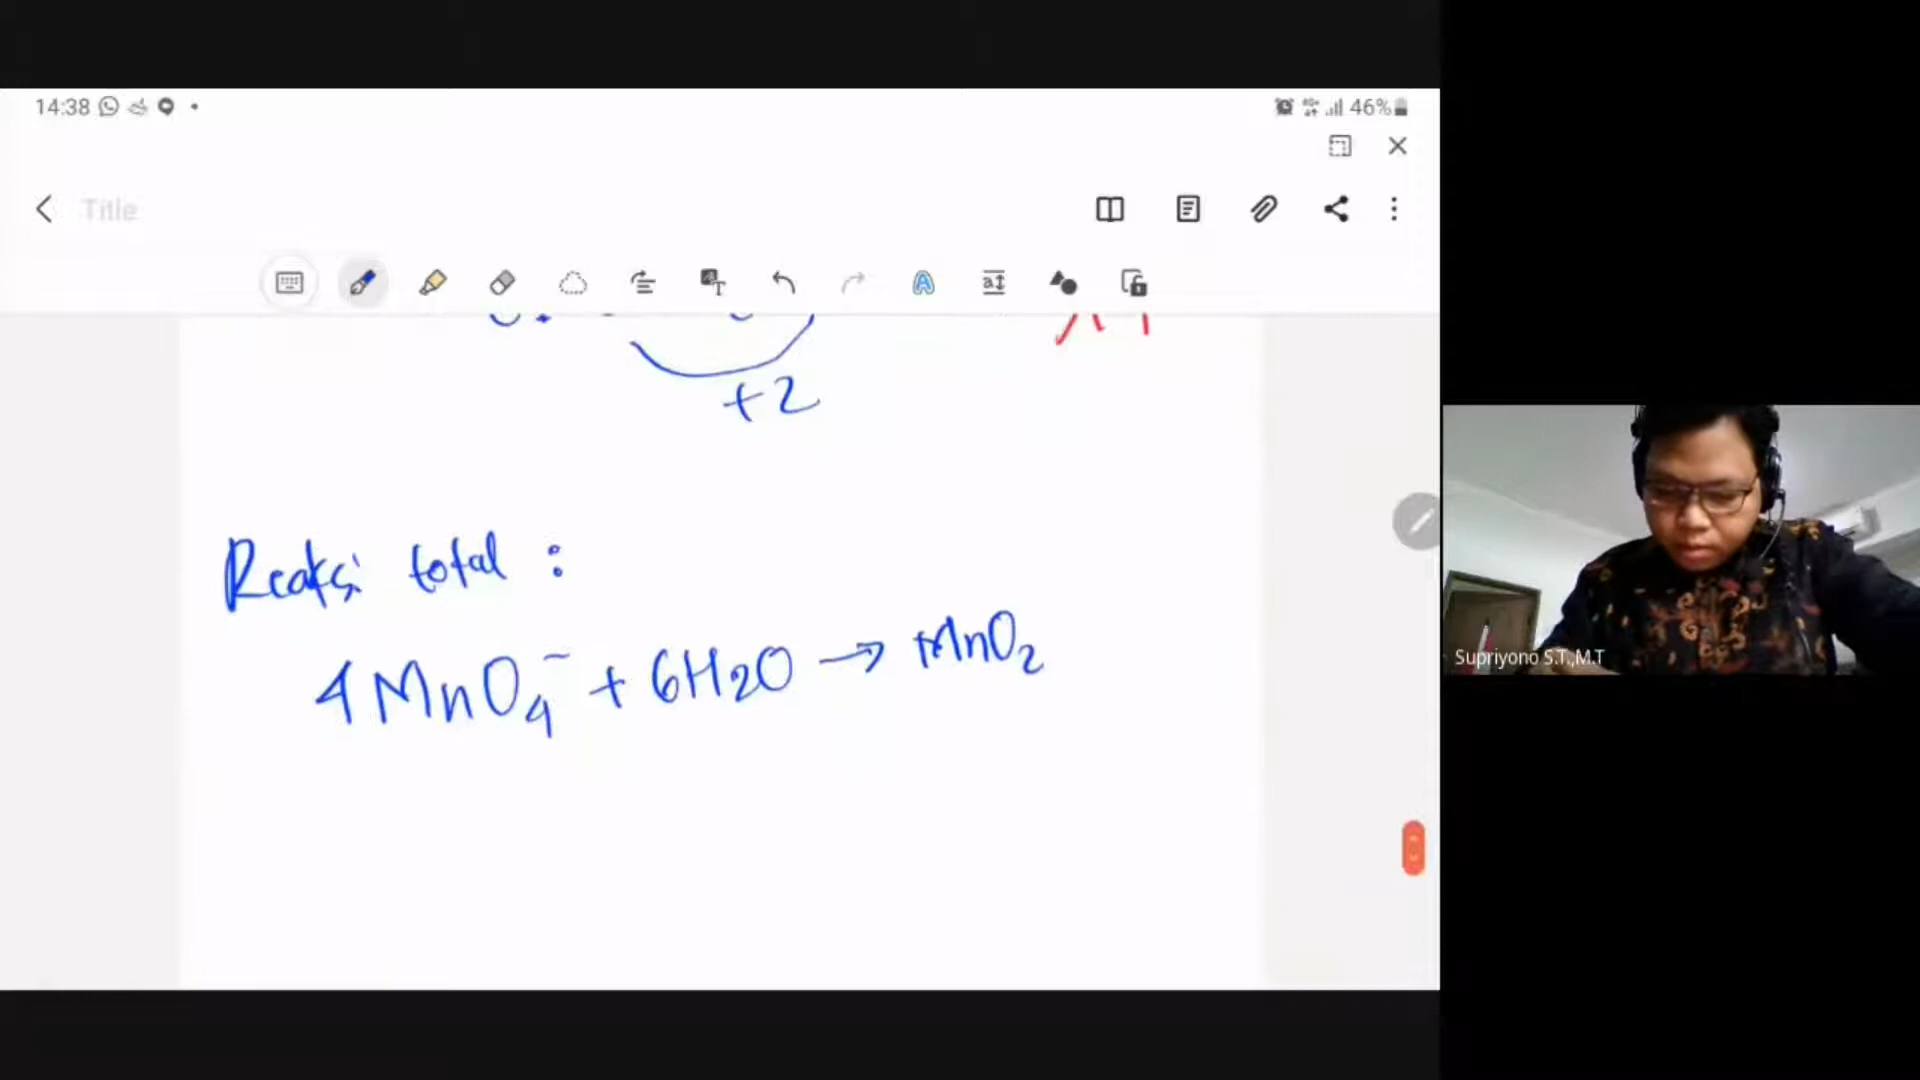 14:38
46%
Title
+2
Reaksi total :
4 MnO₄⁻ + 6H₂O → MnO₂
Supriyono S.T.,M.T